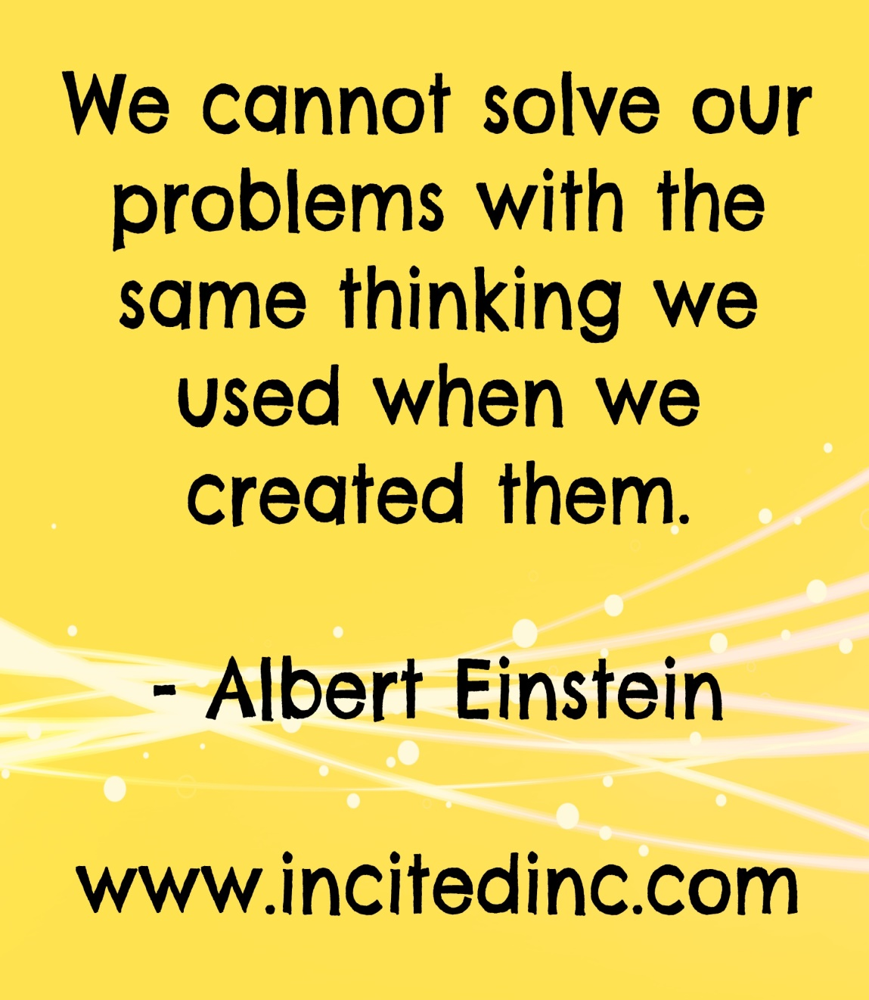 We cannot solve our
problems with the
same thinking we
used when we
created them.
- Albert Einstein
www.incitedinc.com